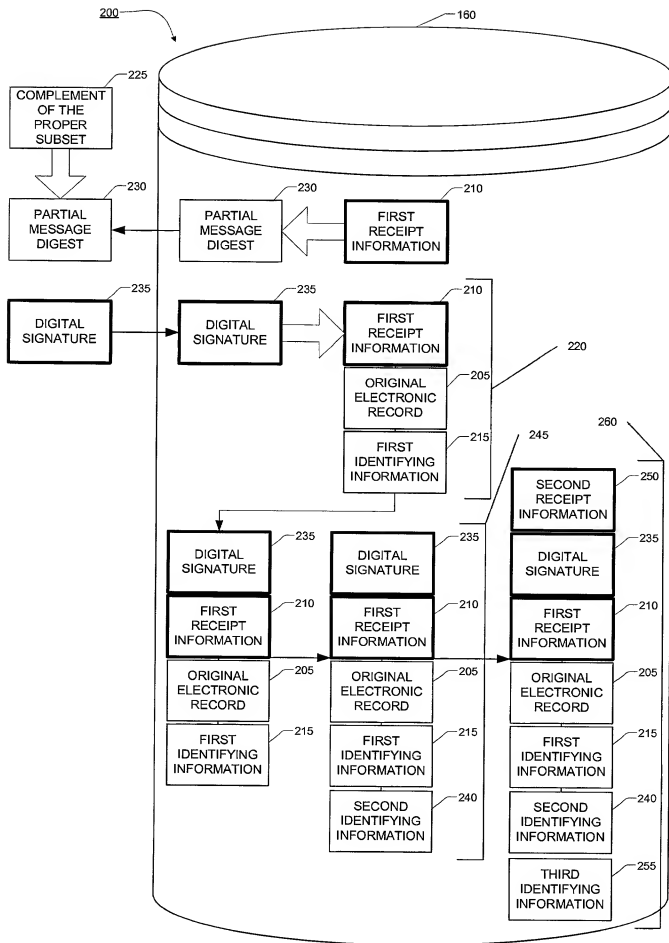 200
160
225
COMPLEMENT
OF THE
PROPER
SUBSET
230
PARTIAL
MESSAGE
DIGEST
230
PARTIAL
MESSAGE
DIGEST
210
FIRST
RECEIPT
INFORMATION
235
DIGITAL
SIGNATURE
235
DIGITAL
SIGNATURE
210
FIRST
RECEIPT
INFORMATION
220
205
ORIGINAL
ELECTRONIC
RECORD
215
FIRST
IDENTIFYING
INFORMATION
245
260
235
DIGITAL
SIGNATURE
210
FIRST
RECEIPT
INFORMATION
205
ORIGINAL
ELECTRONIC
RECORD
215
FIRST
IDENTIFYING
INFORMATION
235
DIGITAL
SIGNATURE
210
FIRST
RECEIPT
INFORMATION
205
ORIGINAL
ELECTRONIC
RECORD
215
FIRST
IDENTIFYING
INFORMATION
240
SECOND
IDENTIFYING
INFORMATION
250
SECOND
RECEIPT
INFORMATION
235
DIGITAL
SIGNATURE
210
FIRST
RECEIPT
INFORMATION
205
ORIGINAL
ELECTRONIC
RECORD
215
FIRST
IDENTIFYING
INFORMATION
240
SECOND
IDENTIFYING
INFORMATION
255
THIRD
IDENTIFYING
INFORMATION